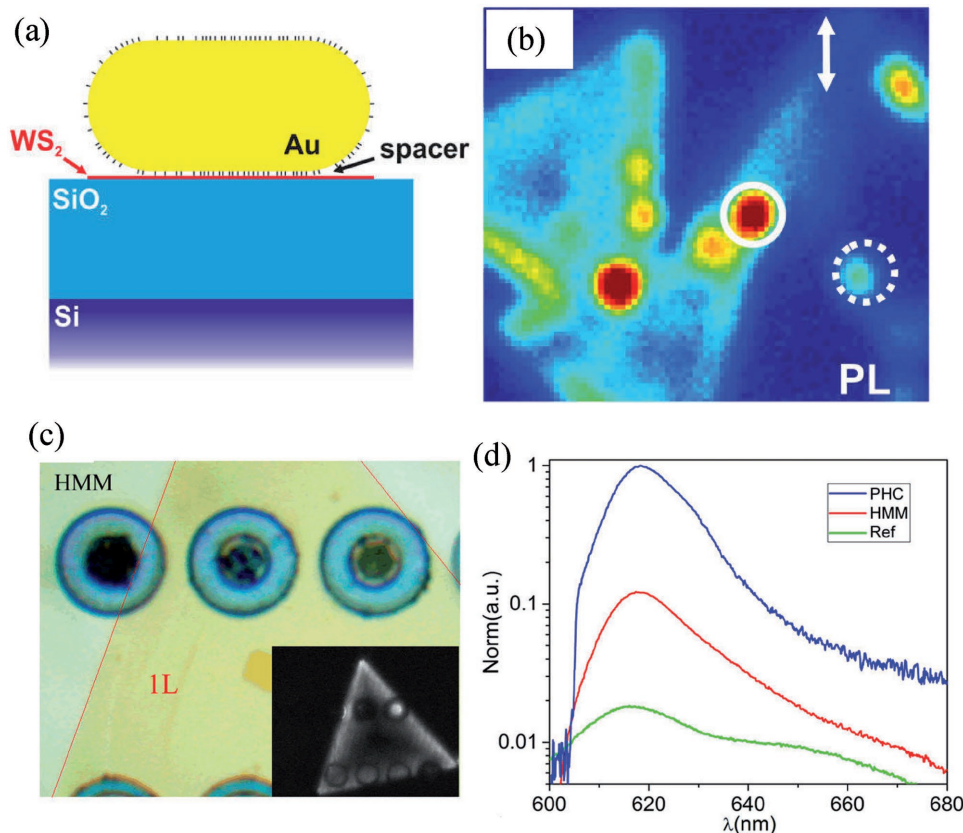 (a)
Au
WS2
spacer
SiO2
Si
(b)
PL
(c)
HMM
1L
(d)
Norm(a.u.)
1
0.1
0.01
PHC
HMM
Ref
600 620 640 660 680
λ(nm)